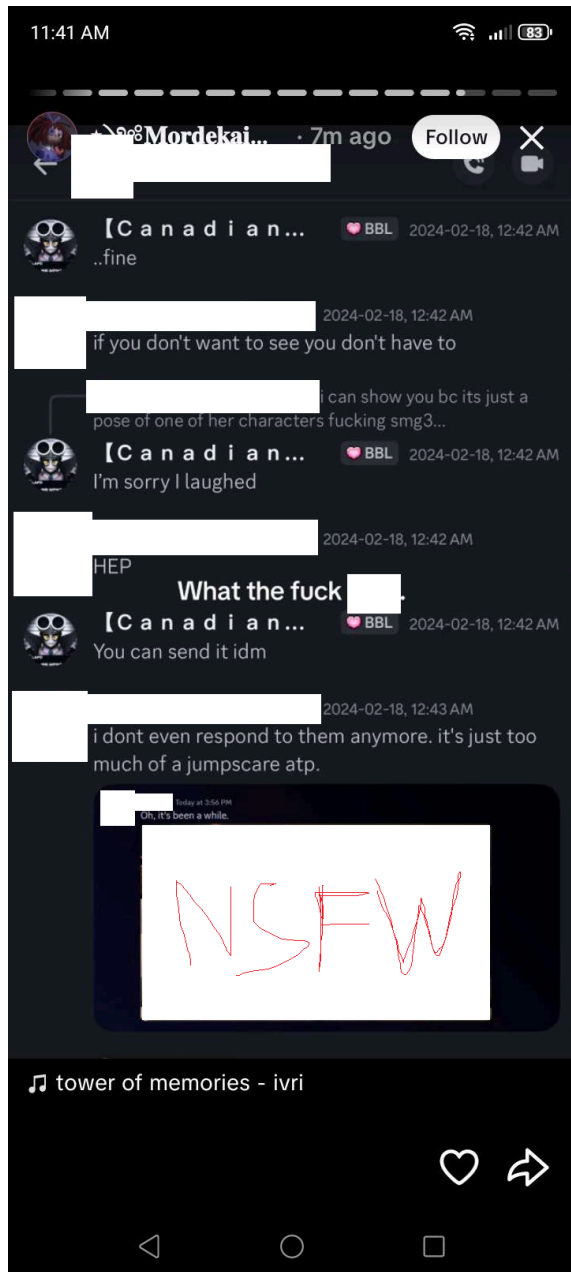 11:41 AM
83
Mordekai... · 7m ago Follow
【C a n a d i a n... BBL 2024-02-18, 12:42 AM
..fine
2024-02-18, 12:42 AM
if you don't want to see you don't have to
i can show you bc its just a
pose of one of her characters fucking smg3...
【C a n a d i a n... BBL 2024-02-18, 12:42 AM
I'm sorry I laughed
2024-02-18, 12:42 AM
HEP
What the fuck .
【C a n a d i a n... BBL 2024-02-18, 12:42 AM
You can send it idm
2024-02-18, 12:43 AM
i dont even respond to them anymore. it's just too
much of a jumpscare atp.
Today at 3:56 PM
Oh, it's been a while.
NSFW
tower of memories - ivri